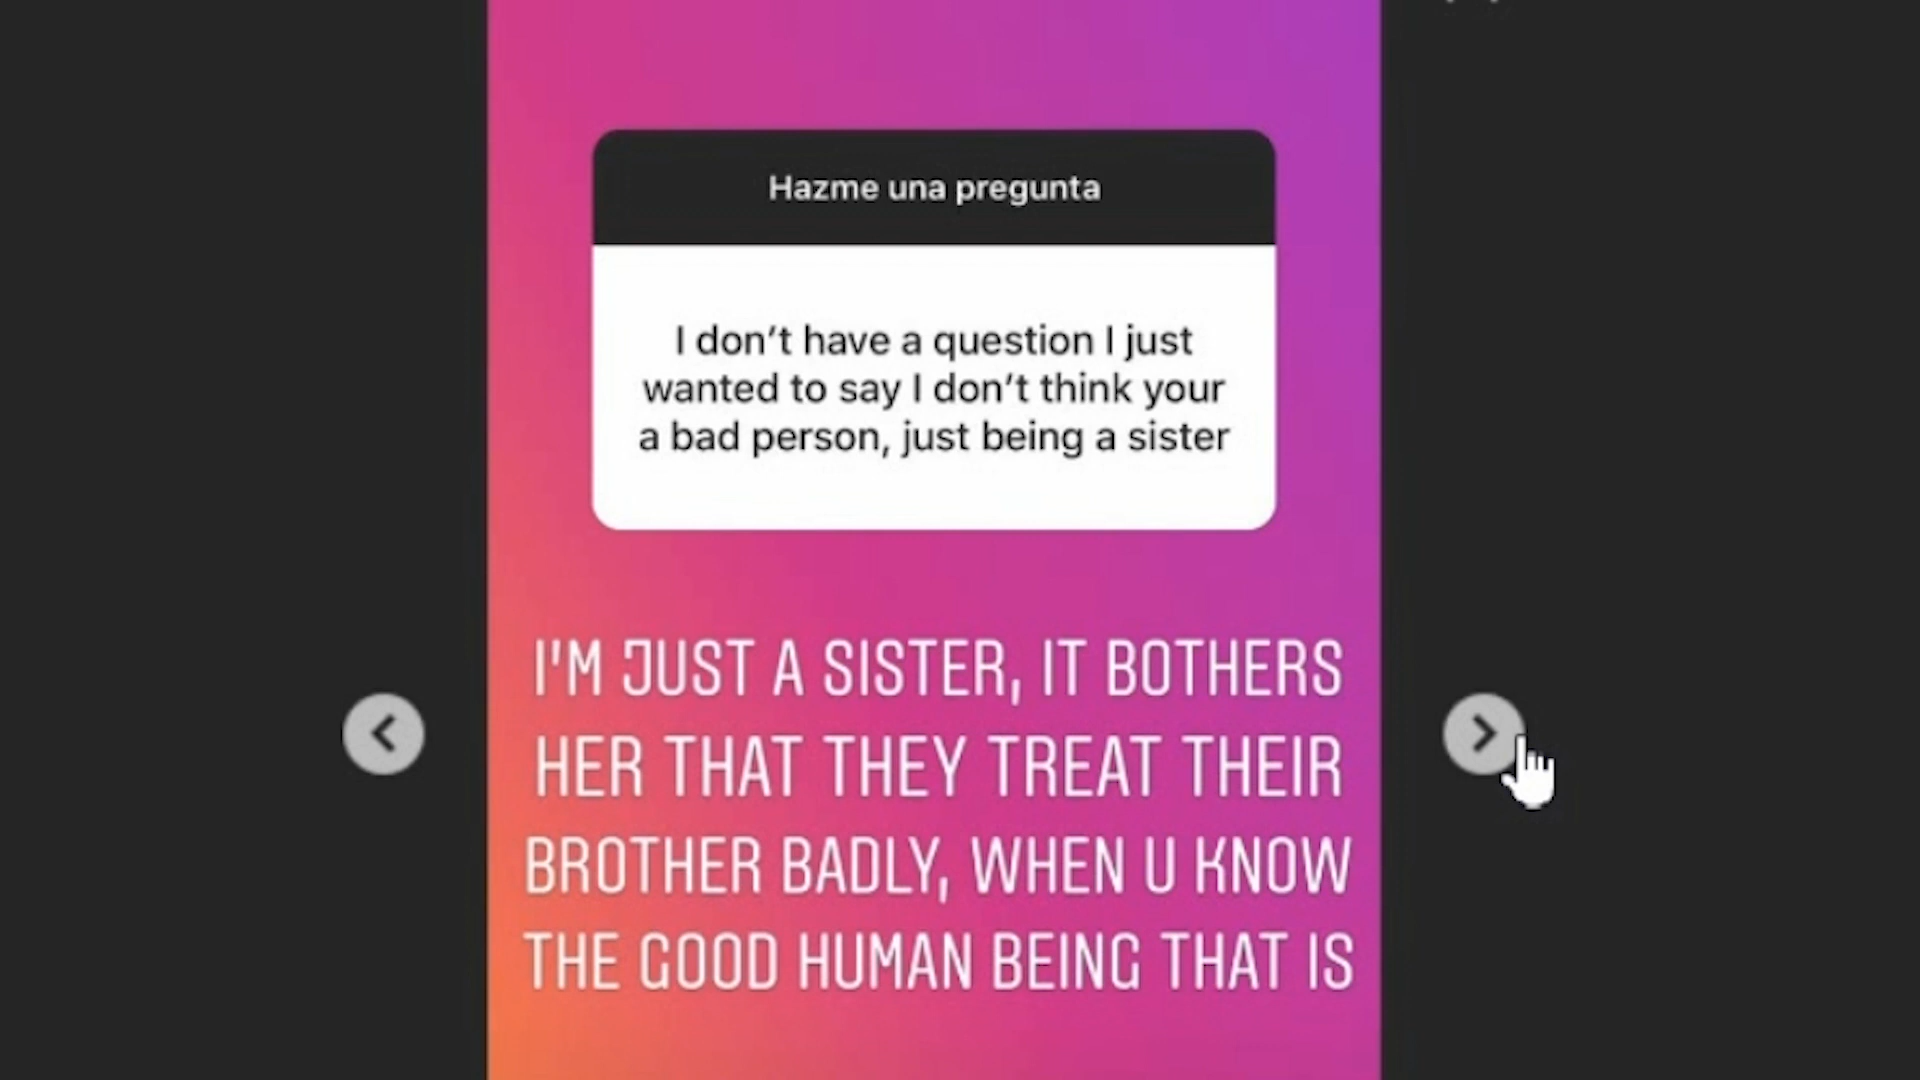 Hazme una pregunta
I don’t have a question I just
wanted to say I don’t think your
a bad person, just being a sister
I'M JUST A SISTER, IT BOTHERS
HER THAT THEY TREAT THEIR
BROTHER BADLY, WHEN U KNOW
THE GOOD HUMAN BEING THAT IS